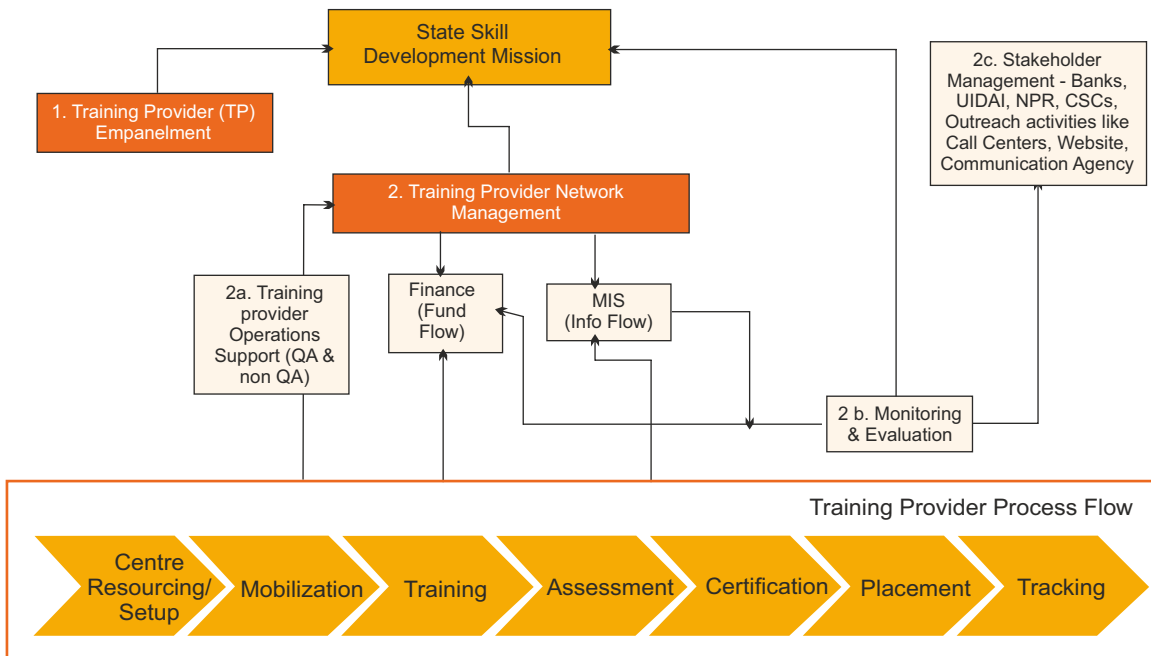 State Skill
Development Mission
2c. Stakeholder
Management - Banks,
UIDAI, NPR, CSCs,
Outreach activities like
Call Centers, Website,
Communication Agency
1. Training Provider (TP)
Empanelment
2. Training Provider Network
Management
2a. Training
provider
Operations
Support (QA &
non QA)
Finance
(Fund
Flow)
MIS
(Info Flow)
2 b. Monitoring
& Evaluation
Training Provider Process Flow
Centre
Resourcing/
Setup
Mobilization
Training
Assessment
Certification
Placement
Tracking